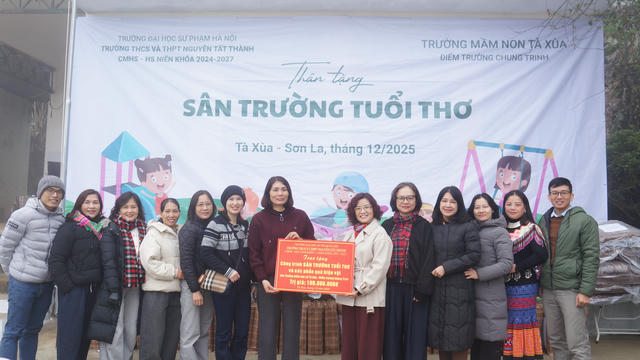 TRƯỜNG ĐẠI HỌC SƯ PHẠM HÀ NỘI
TRƯỜNG THCS VÀ THPT NGUYỄN TẤT THÀNH
CMHS - HS NIÊN KHÓA 2024-2027
TRƯỜNG MẦM NON TÀ XÙA
ĐIỂM TRƯỜNG CHUNG TRINH
Thân tặng
SÂN TRƯỜNG TUỔI THƠ
Tà Xùa - Sơn La, tháng 12/2025
Trao tặng
Công trình SÂN TRƯỜNG TUỔI THƠ
và các phần quà hiện vật
Trị giá: 100.000.000đ